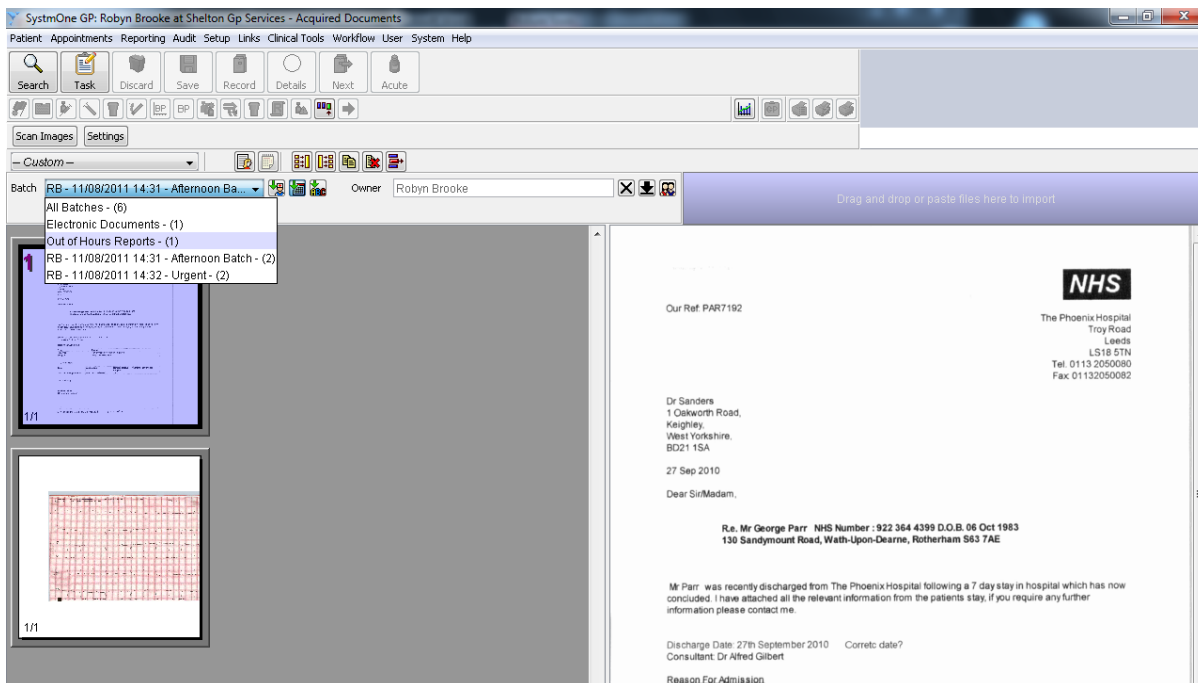 SystmOne GP: Robyn Brooke at Shelton Gp Services - Acquired Documents
Patient Appointments Reporting Audit Setup Links Clinical Tools Workflow User System Help
Search Task Discard Save Record Details Next Acute
BP BP
Scan Images Settings
– Custom –
Batch RB - 11/08/2011 14:31 - Afternoon Ba... Owner Robyn Brooke
Drag and drop or paste files here to import
All Batches - (6)
Electronic Documents - (1)
Out of Hours Reports - (1)
RB - 11/08/2011 14:31 - Afternoon Batch - (2)
RB - 11/08/2011 14:32 - Urgent - (2)
1
1/1
1/1
NHS
Our Ref: PAR7192
The Phoenix Hospital
Troy Road
Leeds
LS18 5TN
Tel. 0113 2050080
Fax 01132050082
Dr Sanders
1 Oakworth Road,
Keighley,
West Yorkshire,
BD21 1SA
27 Sep 2010
Dear Sir/Madam,
R.e. Mr George Parr NHS Number : 922 364 4399 D.O.B. 06 Oct 1983
130 Sandymount Road, Wath-Upon-Dearne, Rotherham S63 7AE
Mr Parr was recently discharged from The Phoenix Hospital following a 7 day stay in hospital which has now
concluded. I have attached all the relevant information from the patients stay, if you require any further
information please contact me.
Discharge Date: 27th September 2010 Corretc date?
Consultant: Dr Alfred Gilbert
Reason For Admission